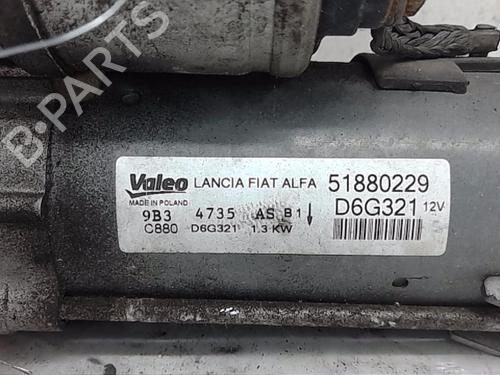 B-PARTS
Valeo LANCIA FIAT ALFA 51880229
MADE IN POLAND D6G321 12V
9B3 4735 AS B1↓
C880 D6G321 1.3 KW